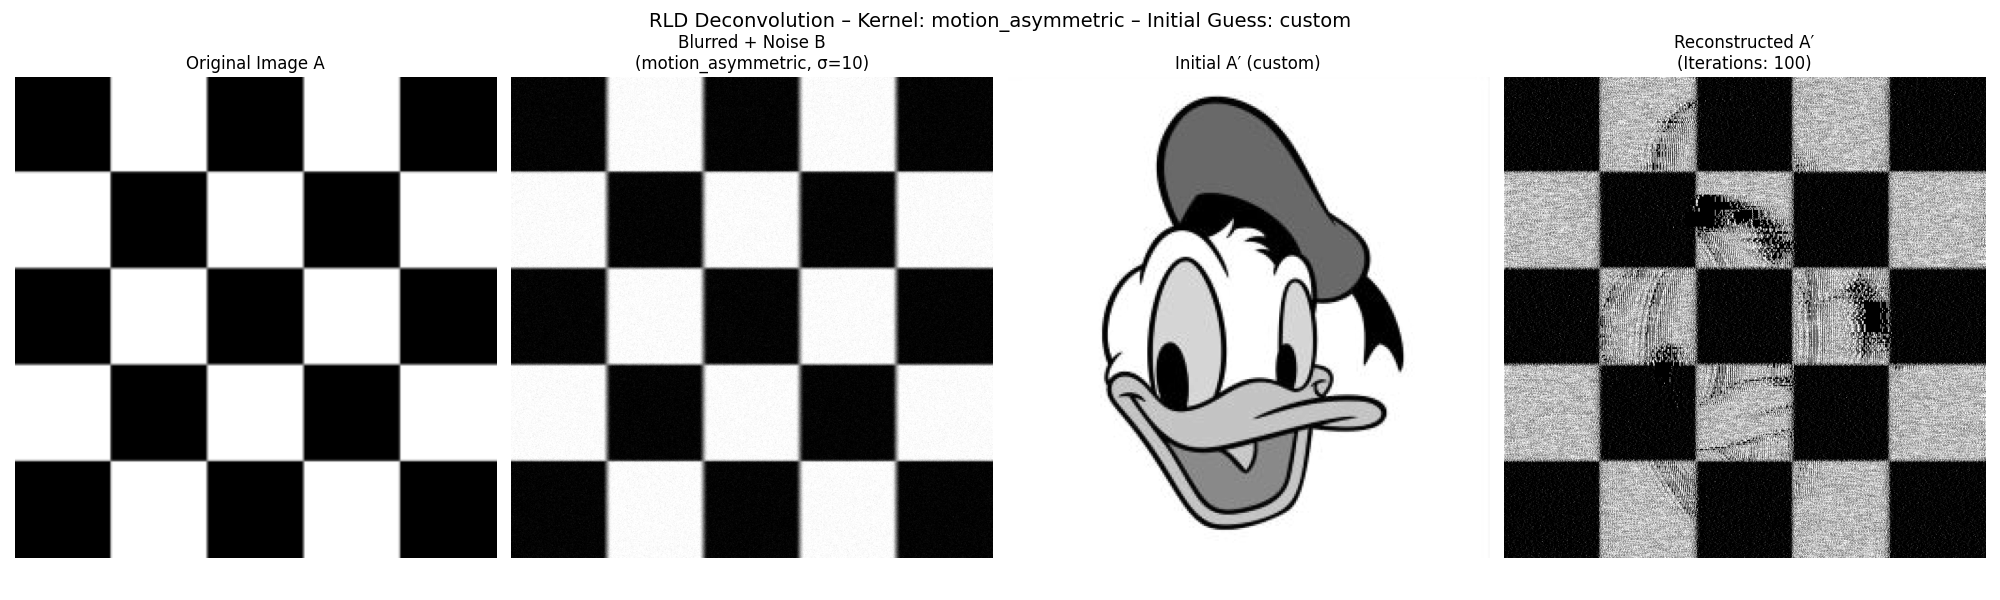 RLD Deconvolution – Kernel: motion_asymmetric – Initial Guess: custom
Original Image A
Blurred + Noise B
(motion_asymmetric, σ=10)
Initial A′ (custom)
Reconstructed A′
(Iterations: 100)